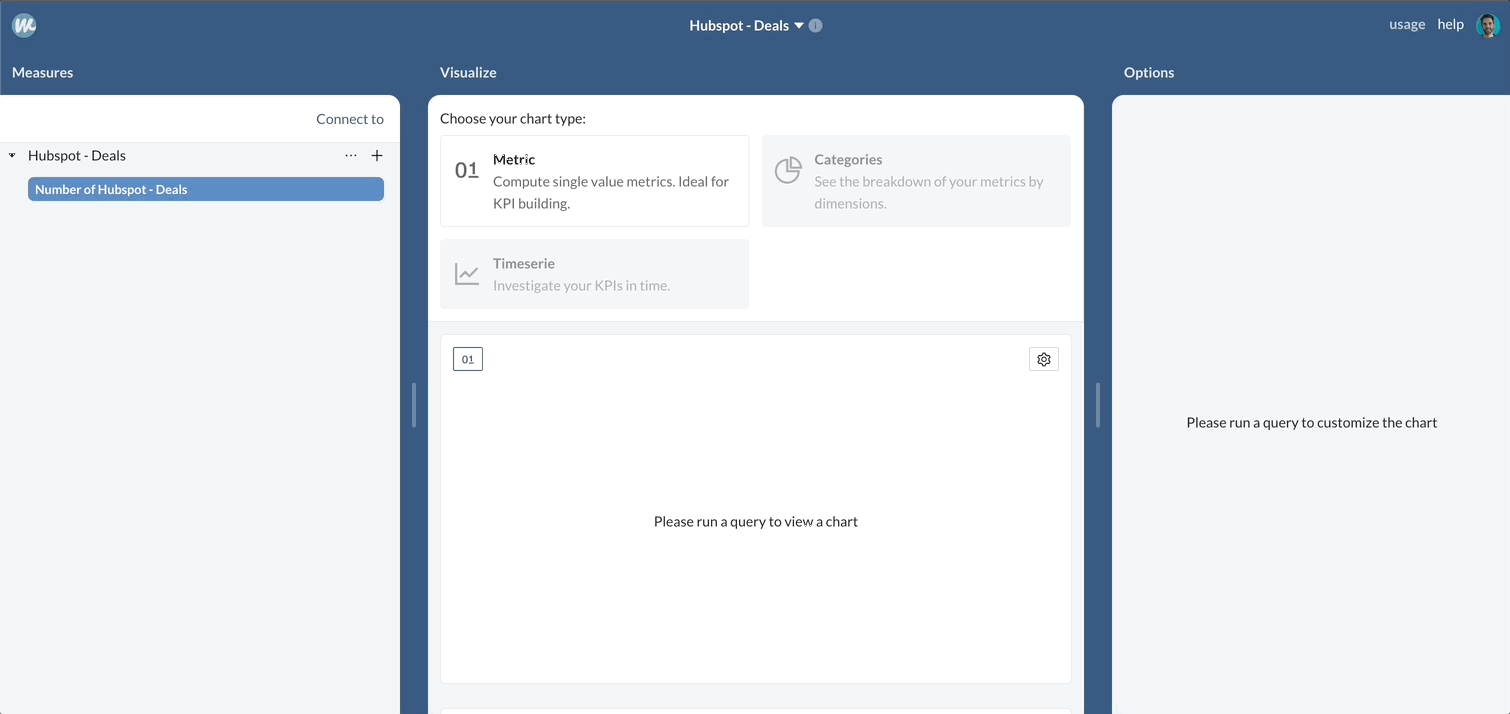 Hubspot - Deals
usage help
Measures
Visualize
Options
Connect to
Hubspot - Deals
Number of Hubspot - Deals
Choose your chart type:
01 Metric
Compute single value metrics. Ideal for
KPI building.
Categories
See the breakdown of your metrics by
dimensions.
Timeserie
Investigate your KPIs in time.
01
Please run a query to view a chart
Please run a query to customize the chart